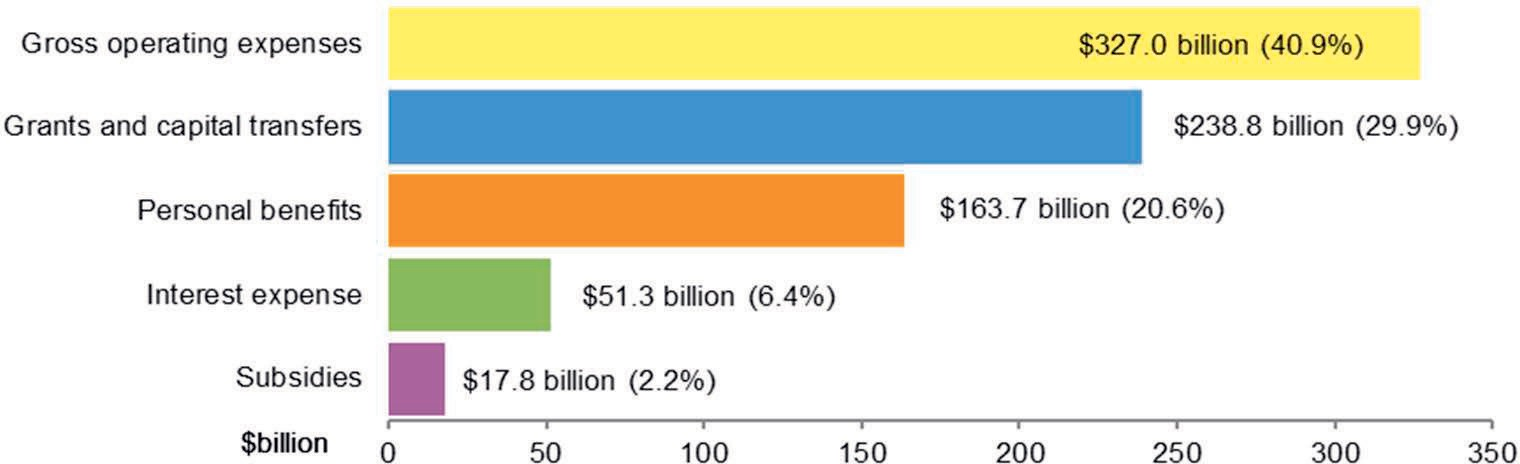 Gross operating expenses
$327.0 billion (40.9%)
Grants and capital transfers
$238.8 billion (29.9%)
Personal benefits
$163.7 billion (20.6%)
Interest expense
$51.3 billion (6.4%)
Subsidies
$17.8 billion (2.2%)
$billion
0 50 100 150 200 250 300 350